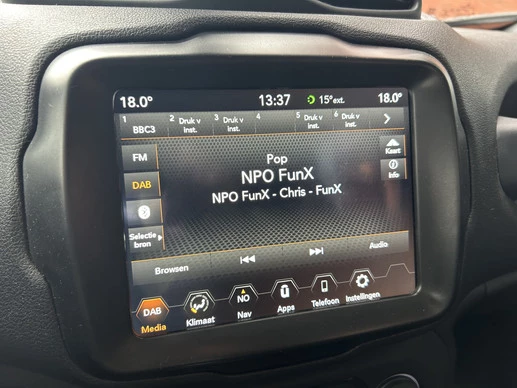 18.0° 13:37 15°ext. 18.0°
1 BBC3
2 Druk v inst.
3 Druk v inst.
4
5 Druk v inst.
6 Druk v inst.
FM
DAB
Selectie bron
Pop
NPO FunX
NPO FunX - Chris - FunX
Kaart
Info
Browsen
Audio
DAB
Media
Klimaat
NO
Nav
Apps
Telefoon
Instellingen